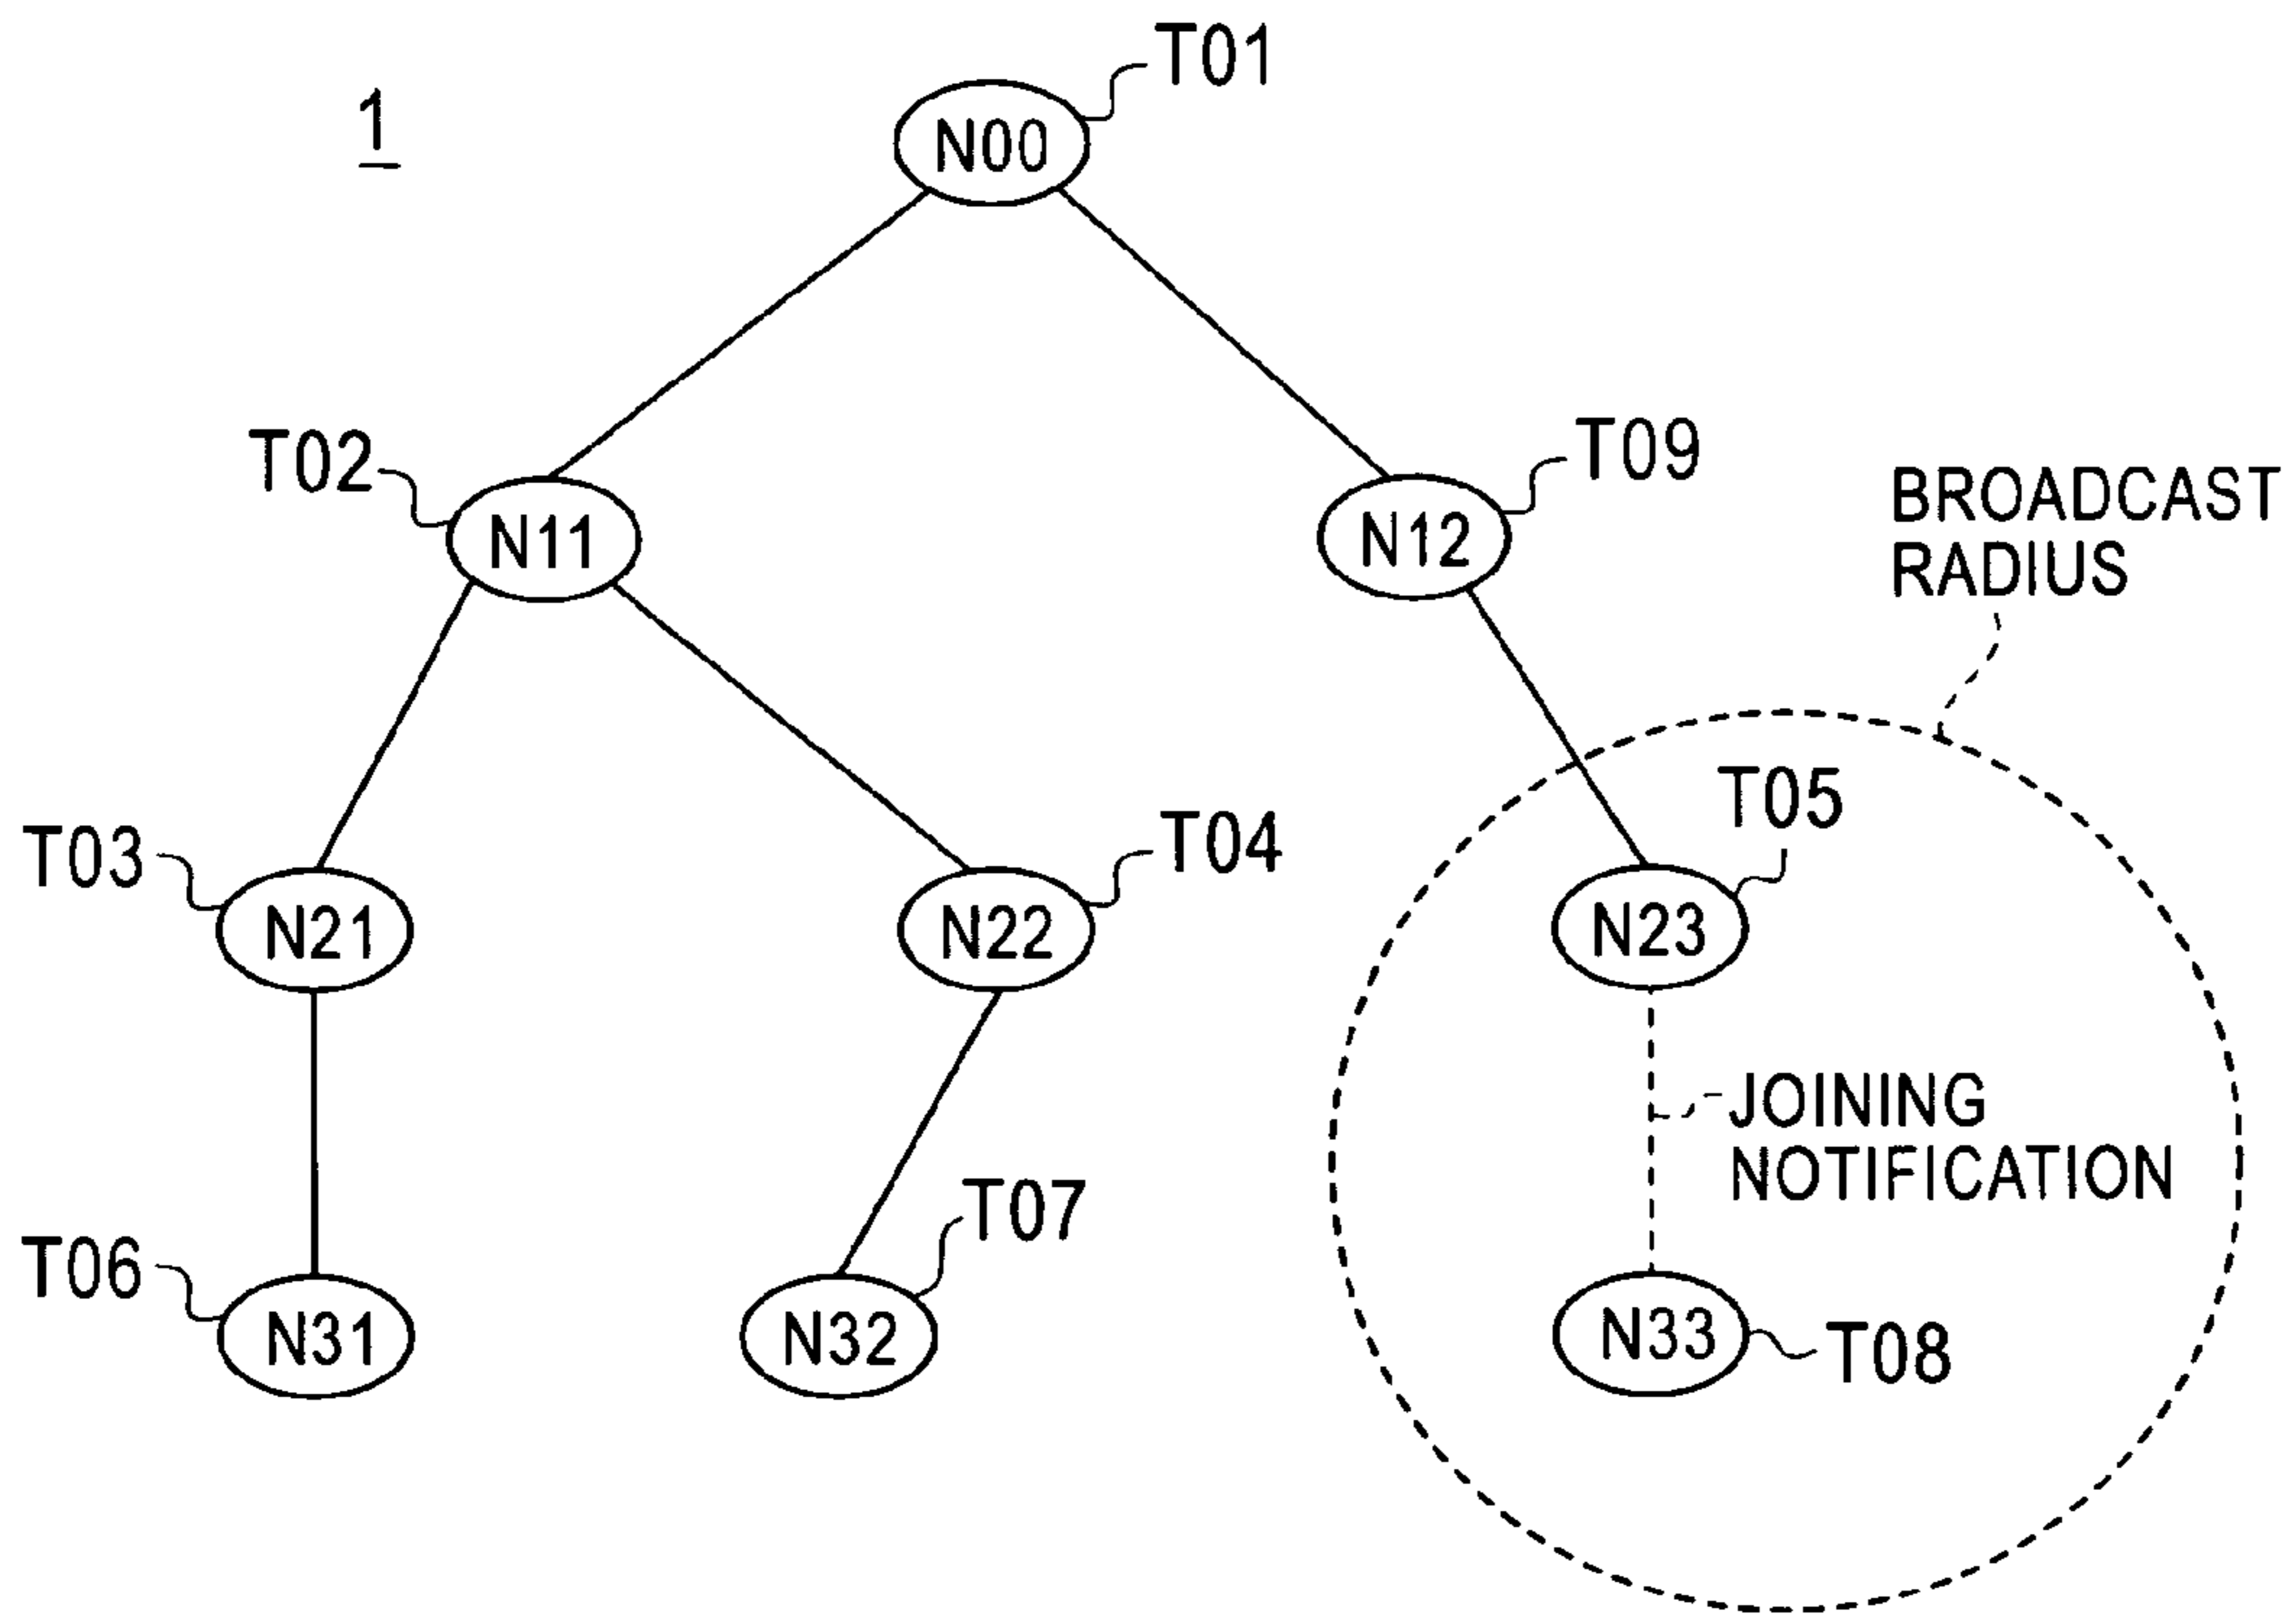 1
T01
N00
T02
N11
T09
N12
BROADCAST
RADIUS
T03
N21
T04
N22
T05
N23
JOINING
NOTIFICATION
T06
N31
T07
N32
N33
T08